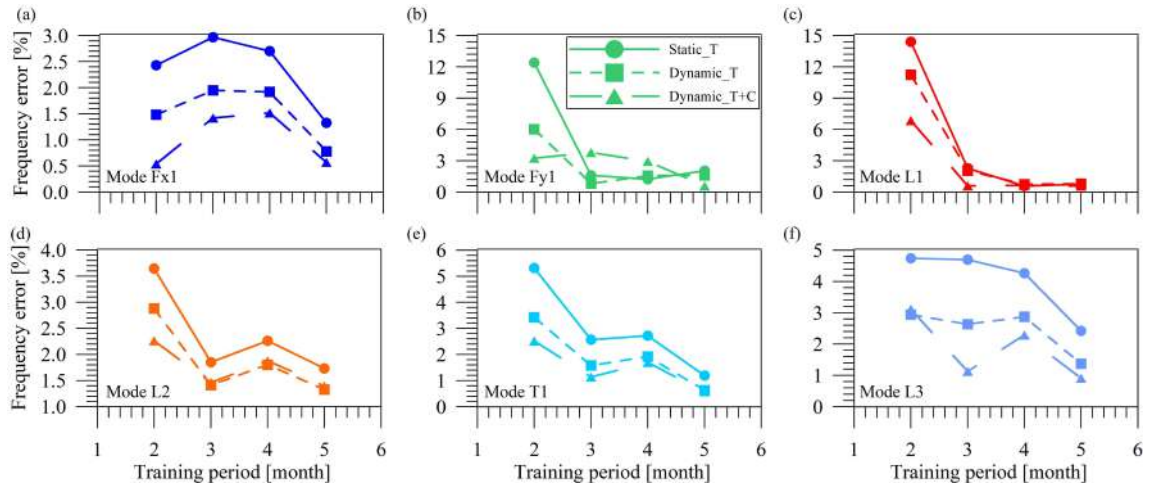 (a)
(b)
(c)
Frequency error [%]
3.0
2.5
2.0
1.5
1.0
0.5
0.0
Mode Fx1
15
12
9
6
3
0
Static_T
Dynamic_T
Dynamic_T+C
Mode Fy1
15
12
9
6
3
0
Mode L1
(d)
(e)
(f)
Frequency error [%]
4.0
3.5
3.0
2.5
2.0
1.5
1.0
Mode L2
6
5
4
3
2
1
0
Mode T1
5
4
3
2
1
0
Mode L3
1 2 3 4 5 6
1 2 3 4 5 6
1 2 3 4 5 6
Training period [month]
Training period [month]
Training period [month]